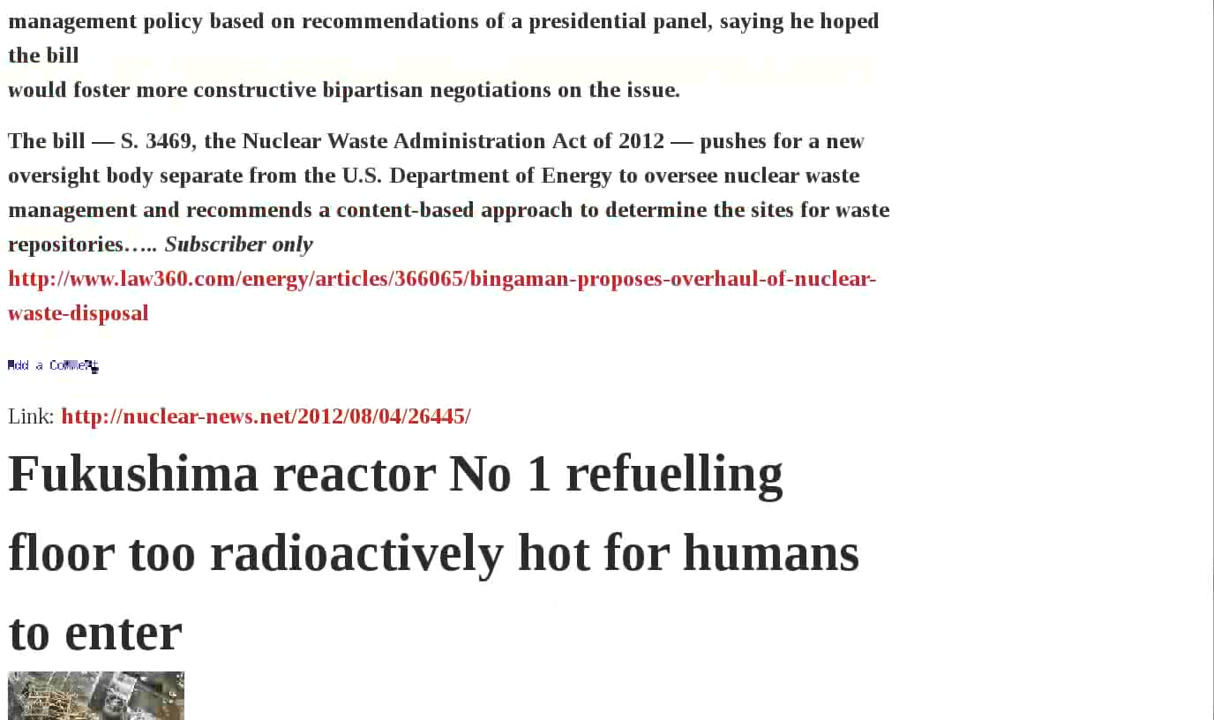 management policy based on recommendations of a presidential panel, saying he hoped
the bill
would foster more constructive bipartisan negotiations on the issue.
The bill — S. 3469, the Nuclear Waste Administration Act of 2012 — pushes for a new
oversight body separate from the U.S. Department of Energy to oversee nuclear waste
management and recommends a content-based approach to determine the sites for waste
repositories….. Subscriber only
http://www.law360.com/energy/articles/366065/bingaman-proposes-overhaul-of-nuclear-
waste-disposal
Add a Comment
Link: http://nuclear-news.net/2012/08/04/26445/
Fukushima reactor No 1 refuelling
floor too radioactively hot for humans
to enter